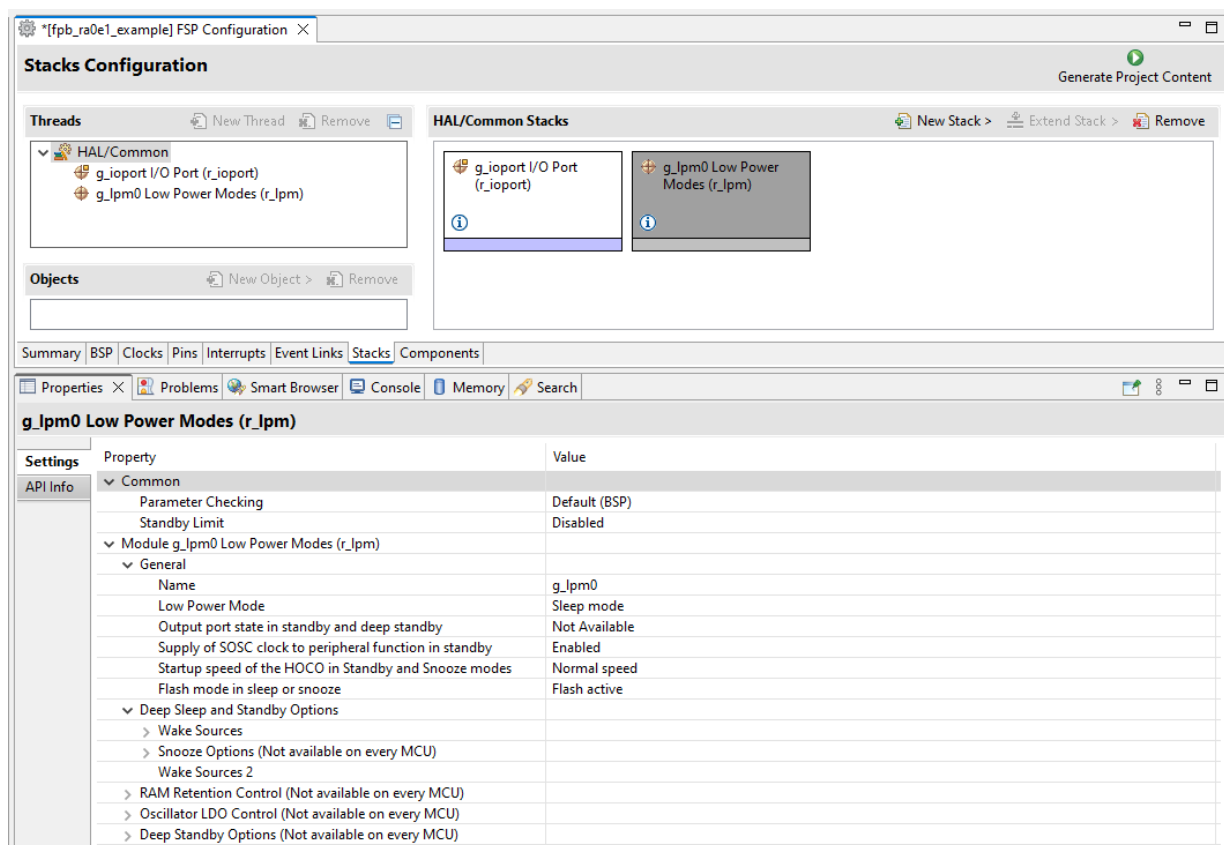 *[fpb_ra0e1_example] FSP Configuration
Stacks Configuration
Generate Project Content
Threads
New Thread
Remove
HAL/Common
g_ioport I/O Port (r_ioport)
g_lpm0 Low Power Modes (r_lpm)
Objects
New Object >
Remove
HAL/Common Stacks
New Stack >
Extend Stack >
Remove
g_ioport I/O Port
(r_ioport)
g_lpm0 Low Power
Modes (r_lpm)
Summary BSP Clocks Pins Interrupts Event Links Stacks Components
Properties Problems Smart Browser Console Memory Search
g_lpm0 Low Power Modes (r_lpm)
Settings
API Info
Property Value
Common
Parameter Checking Default (BSP)
Standby Limit Disabled
Module g_lpm0 Low Power Modes (r_lpm)
General
Name g_lpm0
Low Power Mode Sleep mode
Output port state in standby and deep standby Not Available
Supply of SOSC clock to peripheral function in standby Enabled
Startup speed of the HOCO in Standby and Snooze modes Normal speed
Flash mode in sleep or snooze Flash active
Deep Sleep and Standby Options
Wake Sources
Snooze Options (Not available on every MCU)
Wake Sources 2
RAM Retention Control (Not available on every MCU)
Oscillator LDO Control (Not available on every MCU)
Deep Standby Options (Not available on every MCU)